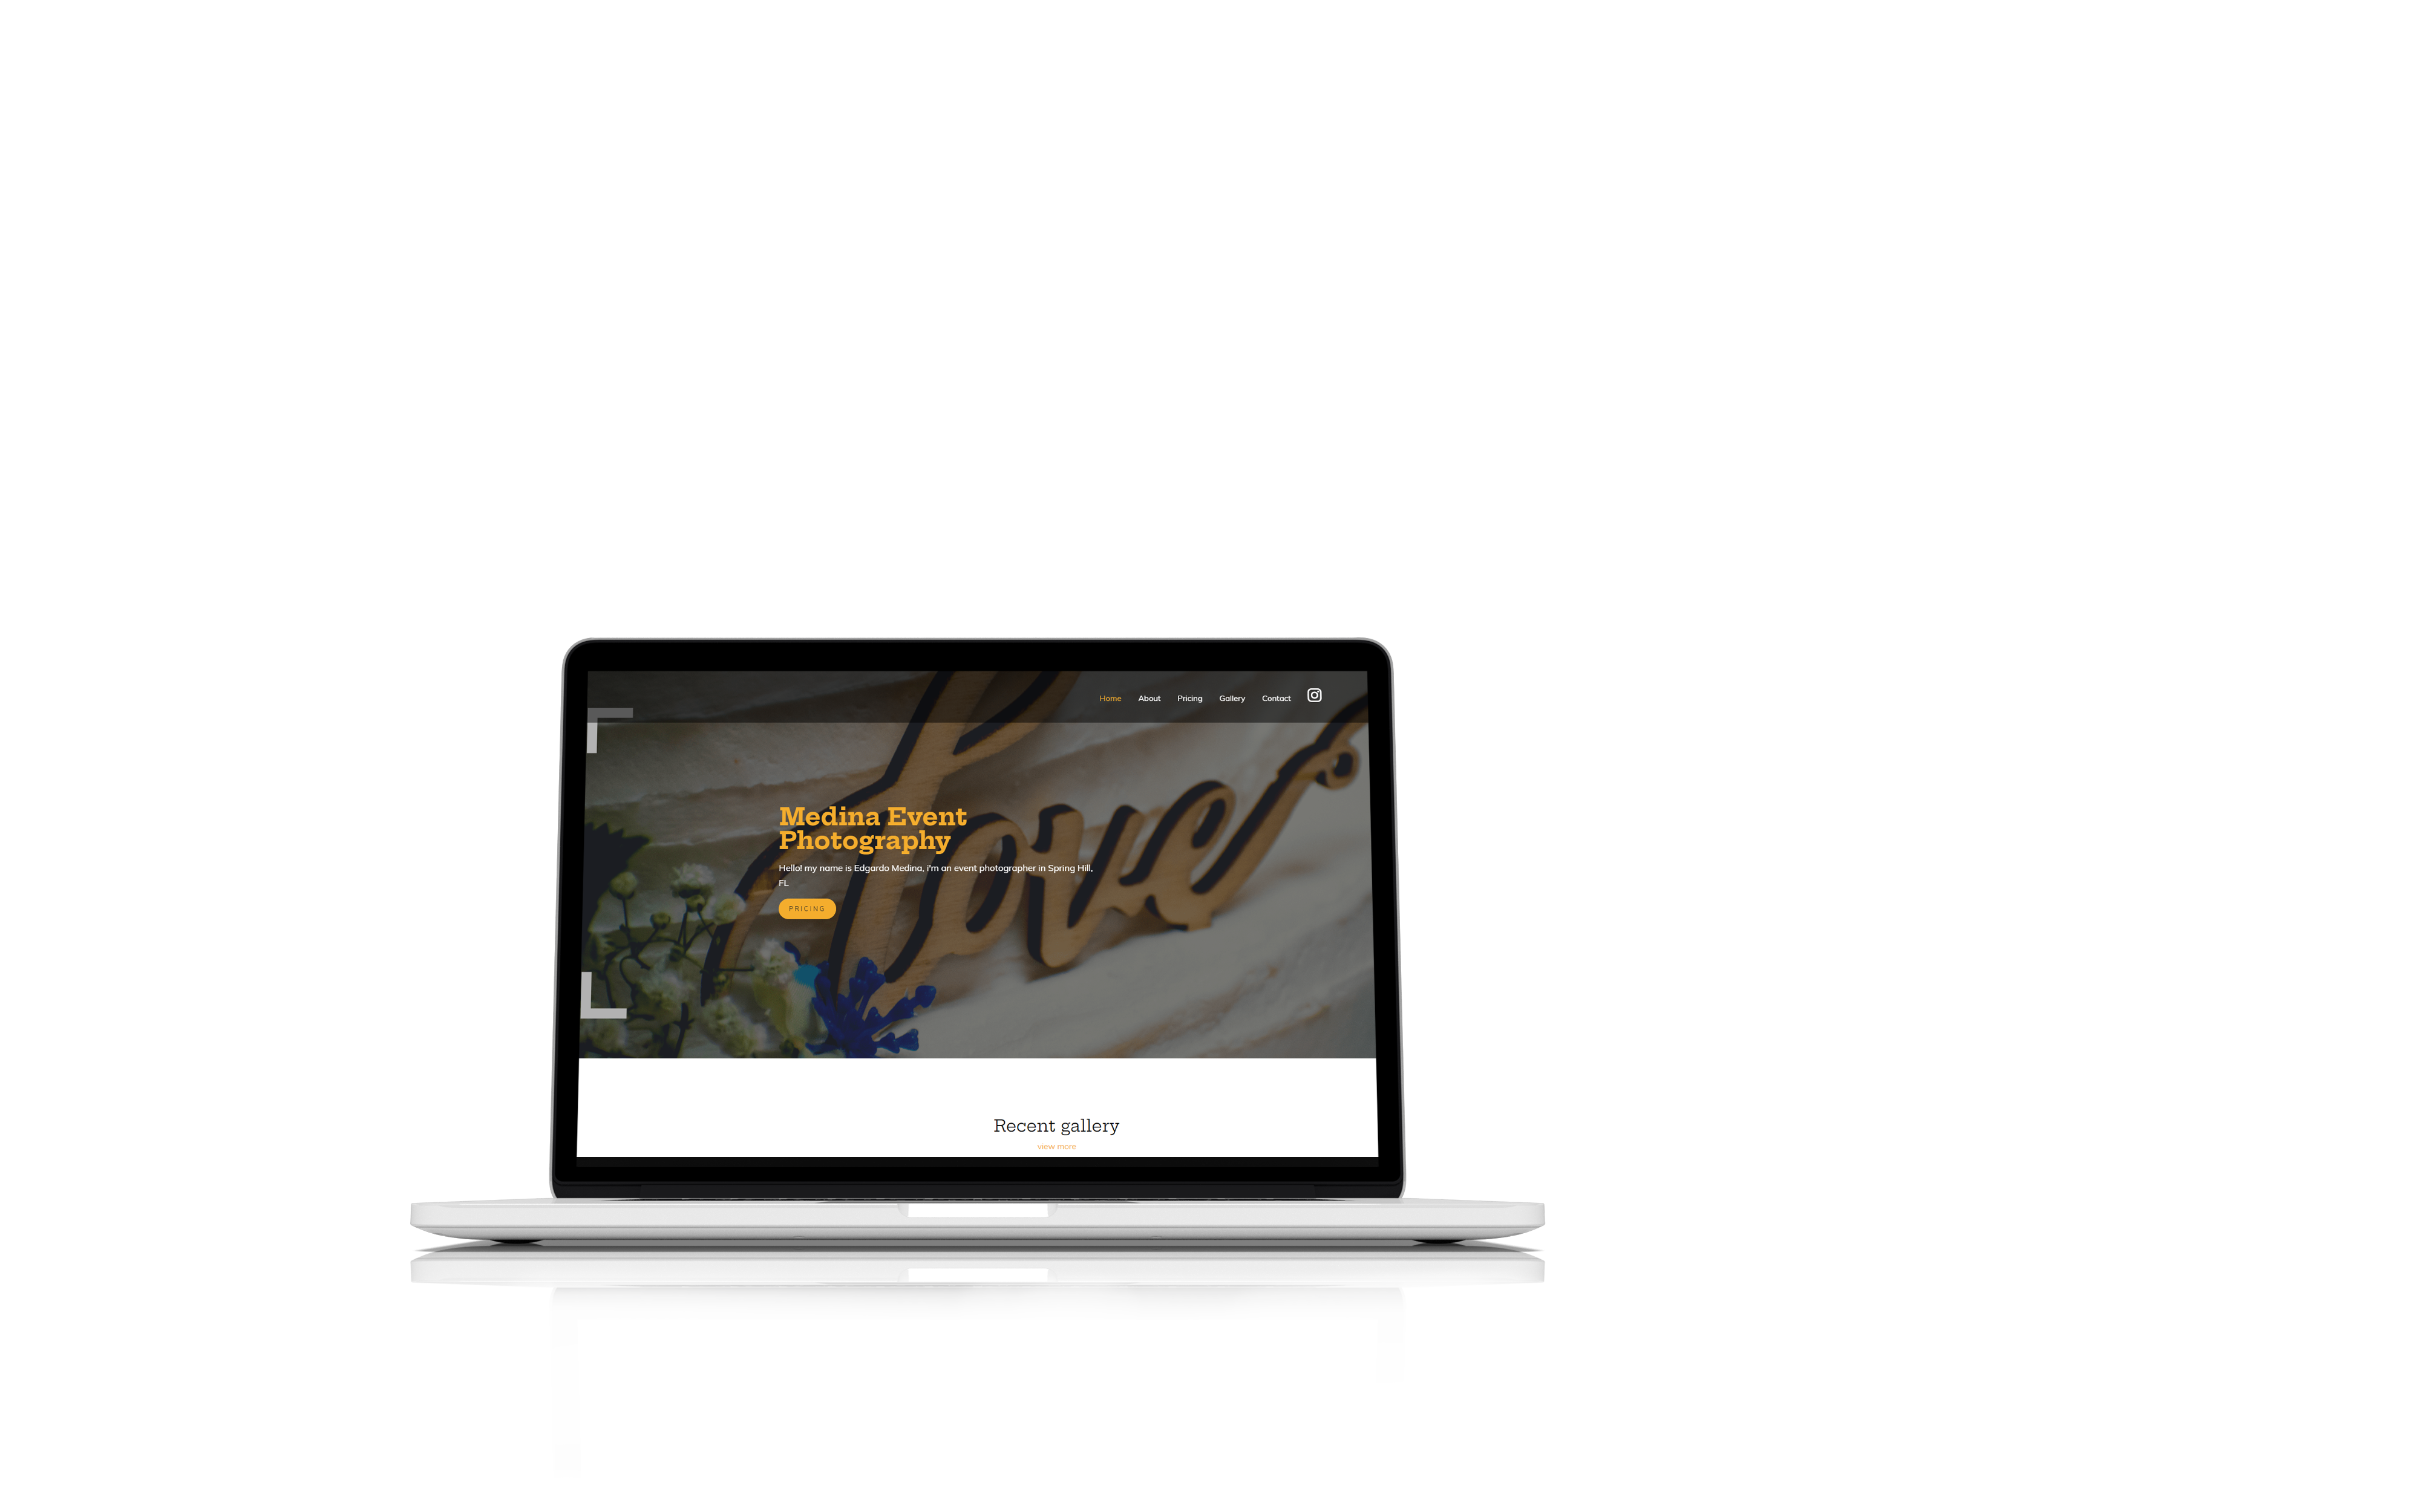 Home About Pricing Gallery Contact
love
Medina Event
Photography
Hello! my name is Edgardo Medina, i'm an event photographer in Spring Hill,
FL
PRICING
Recent gallery
view more